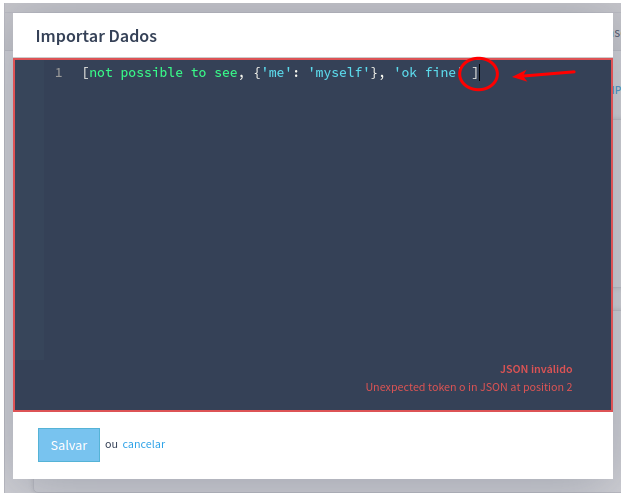 Importar Dados
1 [not possible to see, {'me': 'myself'}, 'ok fine' ]
JSON inválido
Unexpected token o in JSON at position 2
Salvar ou cancelar